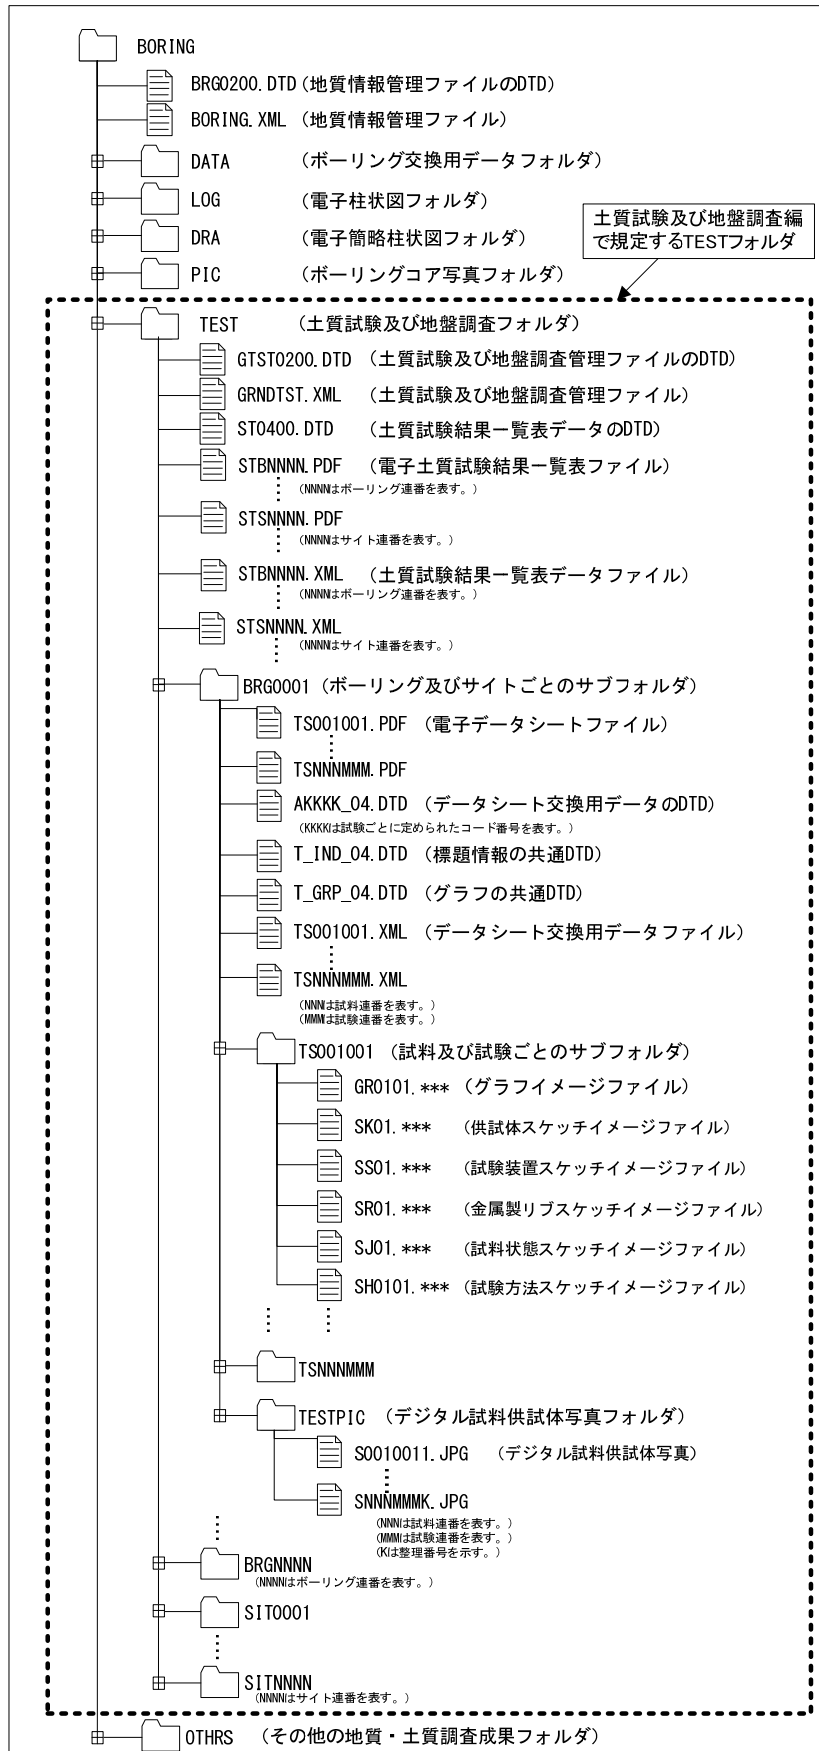 BORING
BRG0200.DTD(地質情報管理ファイルのDTD)
BORING.XML (地質情報管理ファイル)
DATA (ボーリング交換用データフォルダ)
LOG (電子柱状図フォルダ)
土質試験及び地盤調査編
で規定するTESTフォルダ
DRA (電子簡略柱状図フォルダ)
PIC (ボーリングコア写真フォルダ)
TEST (土質試験及び地盤調査フォルダ)
GTST0200.DTD (土質試験及び地盤調査管理ファイルのDTD)
GRNDTST.XML (土質試験及び地盤調査管理ファイル)
ST0400.DTD (土質試験結果一覧表データのDTD)
STBNNNN.PDF (電子土質試験結果一覧表ファイル)
(NNNNはボーリング連番を表す。)
STSNNNN.PDF
(NNNNはサイト連番を表す。)
STBNNNN.XML (土質試験結果一覧表データファイル)
(NNNNはボーリング連番を表す。)
STSNNNN.XML
(NNNNはサイト連番を表す。)
BRG0001(ボーリング及びサイトごとのサブフォルダ)
TS001001.PDF (電子データシートファイル)
TSNNNMMM.PDF
AKKKK_04.DTD (データシート交換用データのDTD)
(KKKKは試験ごとに定められたコード番号を表す。)
T_IND_04.DTD (標題情報の共通DTD)
T_GRP_04.DTD (グラフの共通DTD)
TS001001.XML (データシート交換用データファイル)
TSNNNMMM.XML
(NNNは試料連番を表す。)
(MMMは試験連番を表す。)
TS001001 (試料及び試験ごとのサブフォルダ)
GR0101.*** (グラフイメージファイル)
SK01.*** (供試体スケッチイメージファイル)
SS01.*** (試験装置スケッチイメージファイル)
SR01.*** (金属製リブスケッチイメージファイル)
SJ01.*** (試料状態スケッチイメージファイル)
SH0101.*** (試験方法スケッチイメージファイル)
TSNNNMMM
TESTPIC (デジタル試料供試体写真フォルダ)
S0010011.JPG (デジタル試料供試体写真)
SNNNMMMK.JPG
(NNNは試料連番を表す。)
(MMMは試験連番を表す。)
(Kは整理番号を示す。)
BRGNNNN
(NNNNはボーリング連番を表す。)
SIT0001
SITNNNN
(NNNNはサイト連番を表す。)
OTHRS (その他の地質・土質調査成果フォルダ)